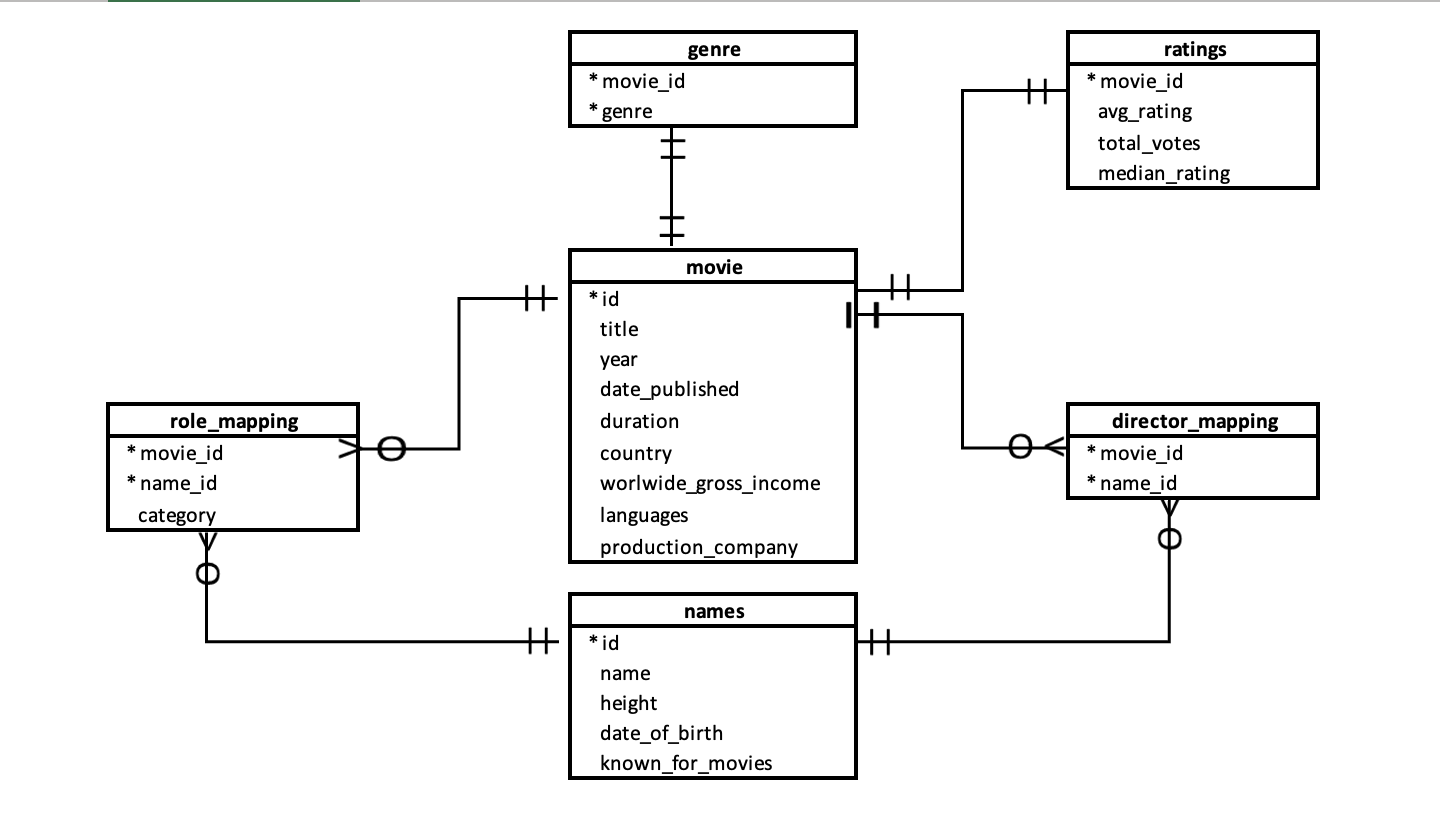 genre
* movie_id
* genre
ratings
* movie_id
avg_rating
total_votes
median_rating
movie
* id
title
year
date_published
duration
country
worlwide_gross_income
languages
production_company
role_mapping
* movie_id
* name_id
category
director_mapping
* movie_id
* name_id
names
* id
name
height
date_of_birth
known_for_movies